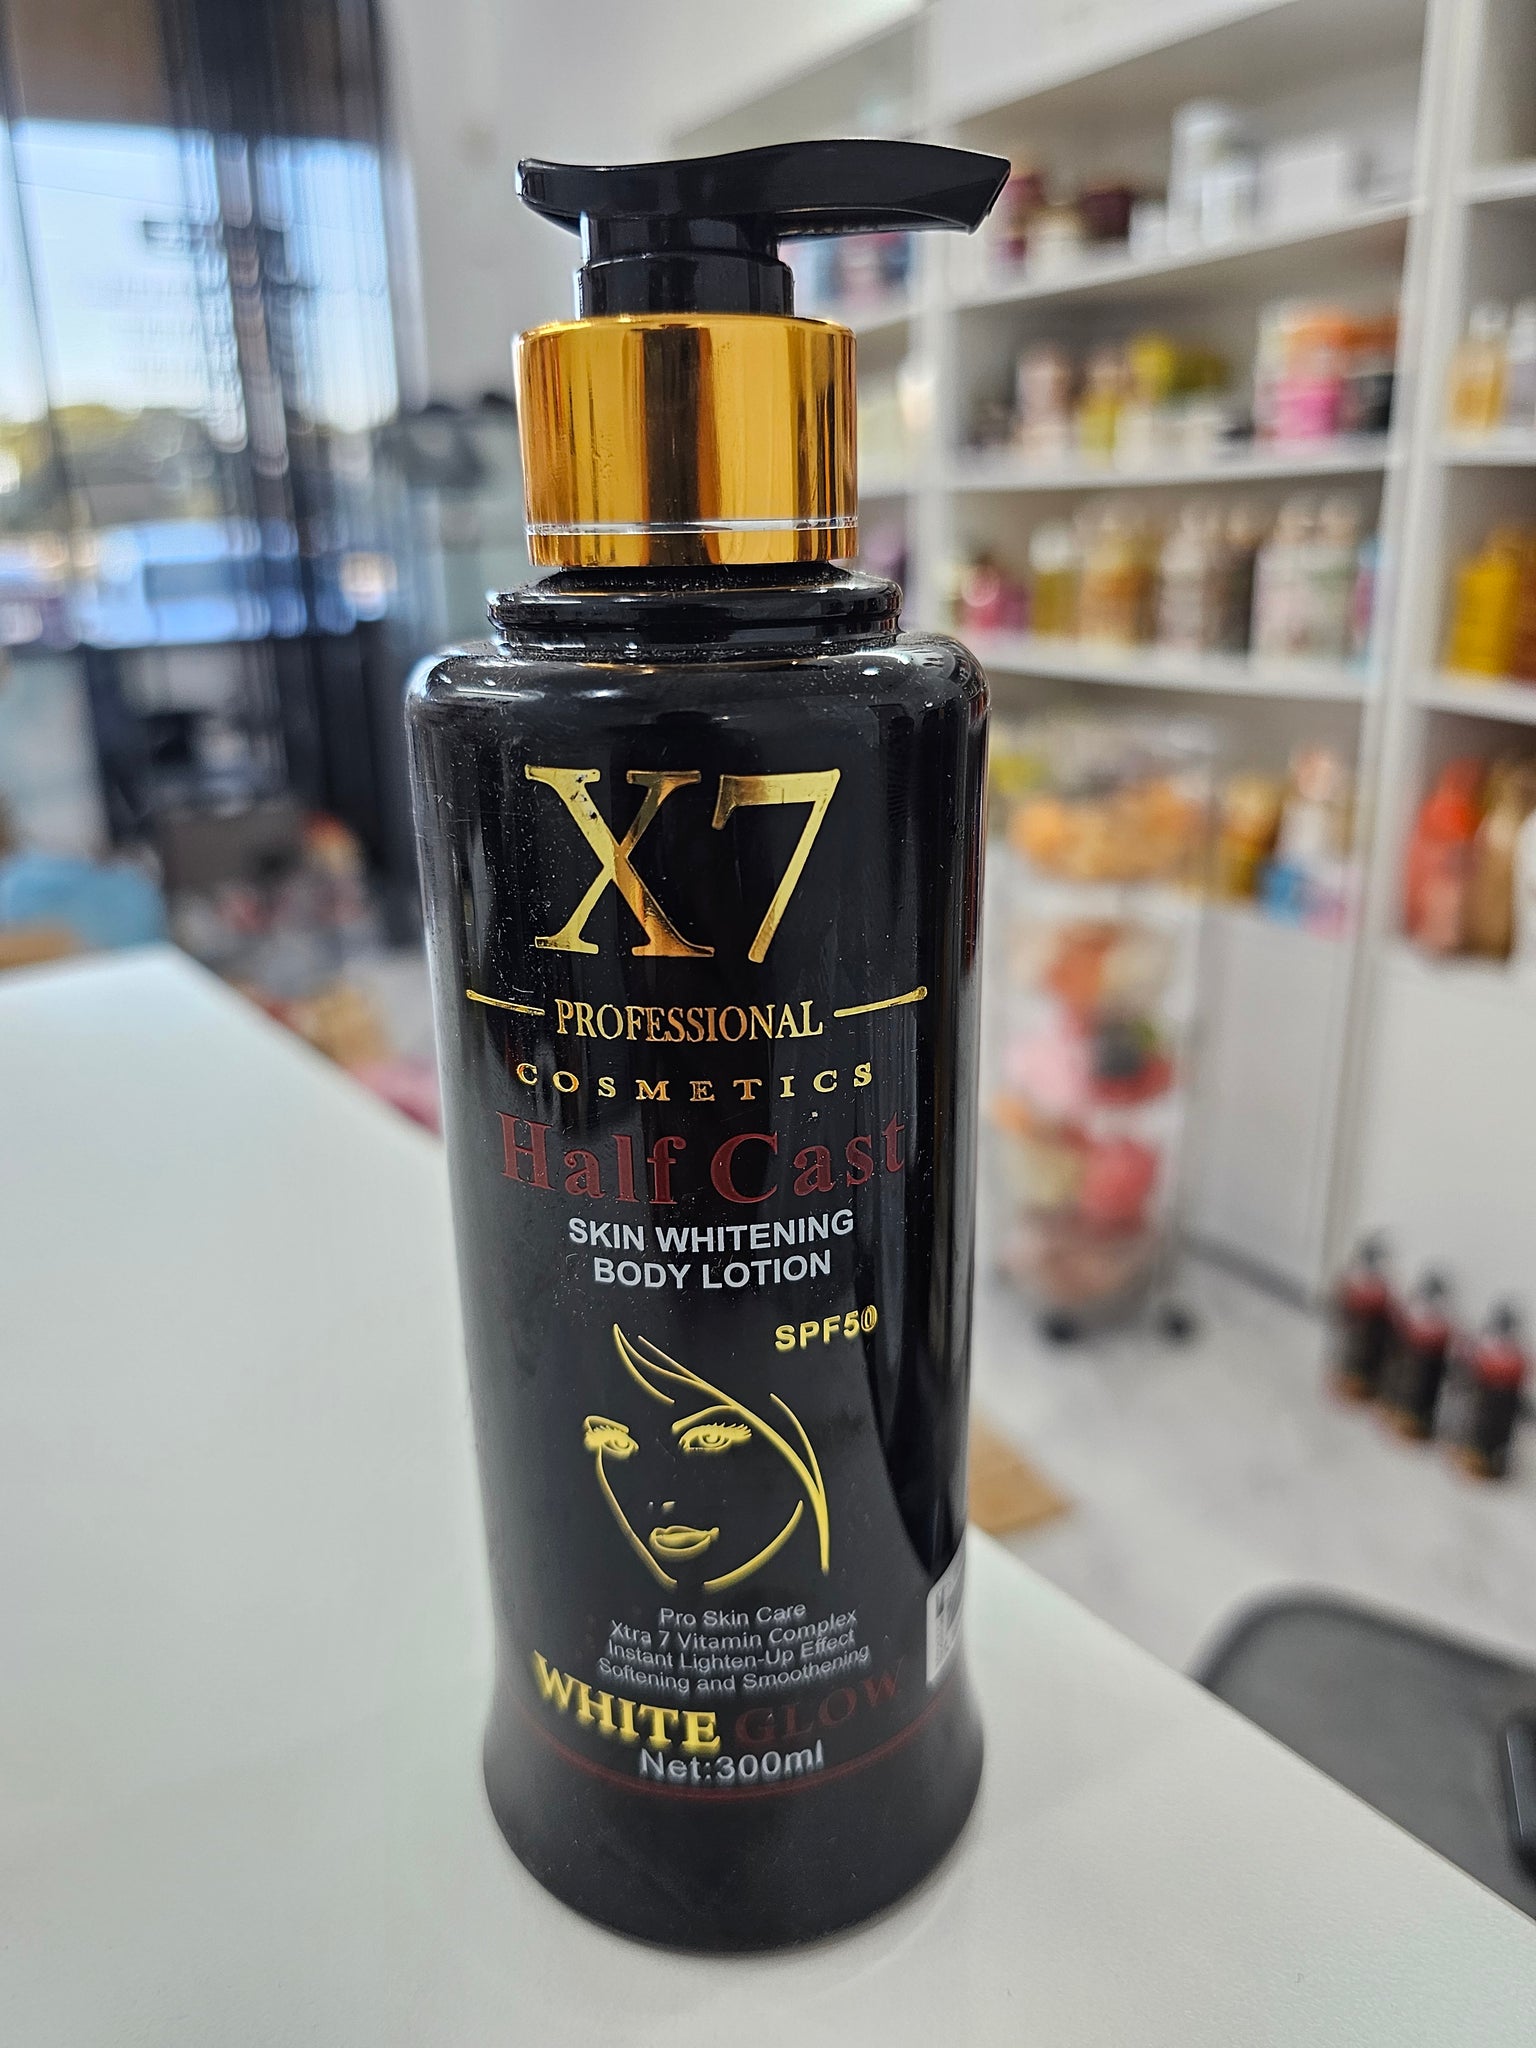 X7
PROFESSIONAL
COSMETICS
Half Cast
SKIN WHITENING
BODY LOTION
SPF50
Pro Skin Care
Xtra 7 Vitamin Complex
Instant Lighten-Up Effect
Softening and Smoothening
WHITE GLOW
Net:300ml